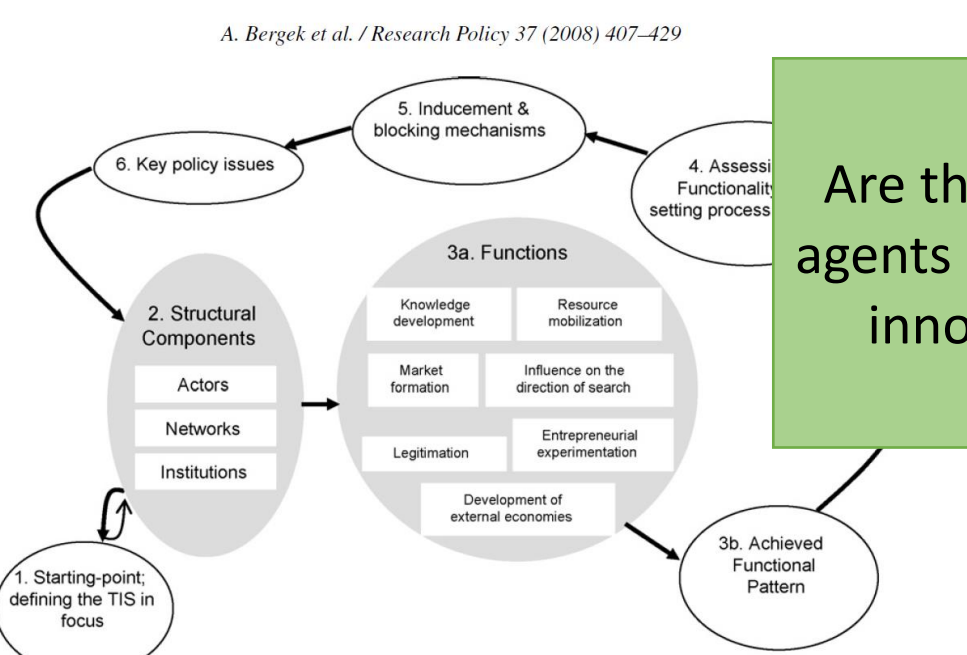 A. Bergek et al. / Research Policy 37 (2008) 407–429
5. Inducement &
blocking mechanisms
6. Key policy issues
4.
setting
Are
agents
3a. Functions
Knowledge
development
Resource
mobilization
Market
formation
Influence on the
direction of search
Legitimation
Entrepreneurial
experimentation
Development of
external economies
2. Structural
Components
Actors
Networks
Institutions
3b. Achieved
Functional
Pattern
1. Starting-point;
defining the TIS in
focus